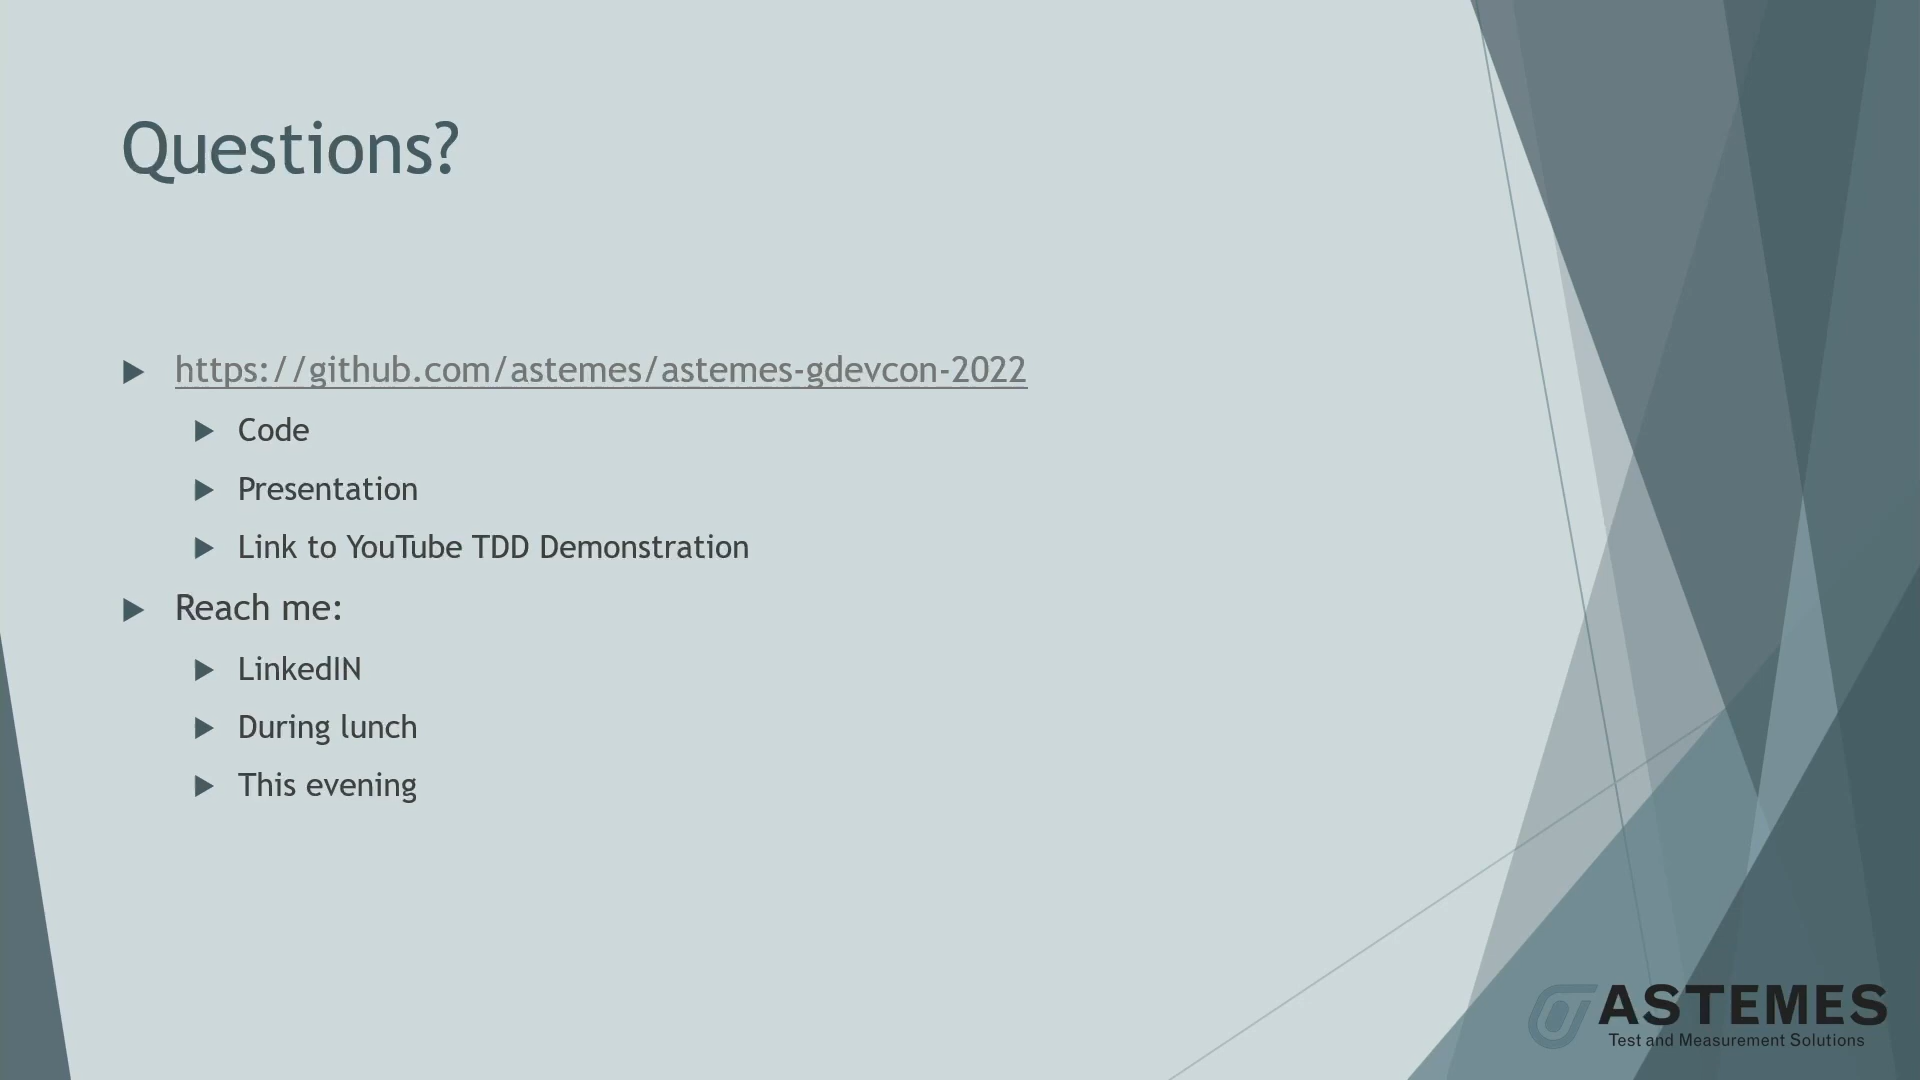 Questions?
https://github.com/astemes/astemes-gdevcon-2022
Code
Presentation
Link to YouTube TDD Demonstration
Reach me:
LinkedIN
During lunch
This evening
ASTEMES
Test and Measurement Solutions